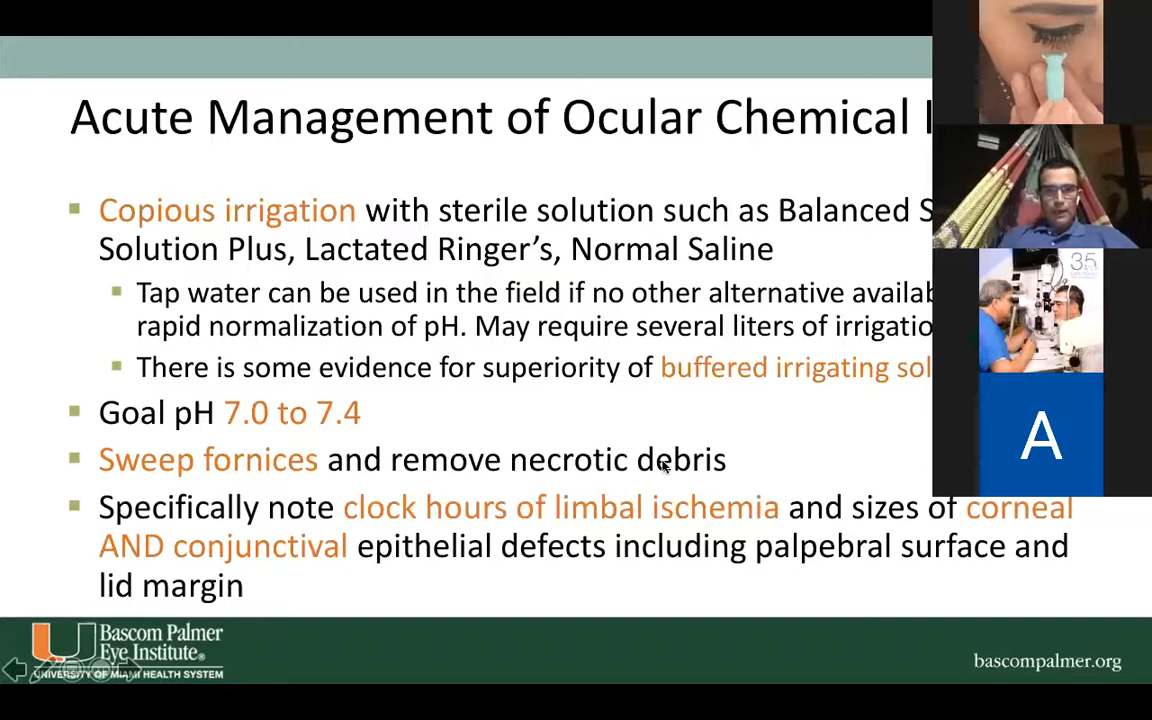 Acute Management of Ocular Chemical
Copious irrigation with sterile solution such as Balanced S
Solution Plus, Lactated Ringer's, Normal Saline
Tap water can be used in the field if no other alternative availab
rapid normalization of pH. May require several liters of irrigatio
There is some evidence for superiority of buffered irrigating sol
Goal pH 7.0 to 7.4
Sweep fornices and remove necrotic debris
Specifically note clock hours of limbal ischemia and sizes of corneal
AND conjunctival epithelial defects including palpebral surface and
lid margin
35
A
Bascom Palmer
Eye Institute®
UNIVERSITY OF MIAMI HEALTH SYSTEM
bascompalmer.org